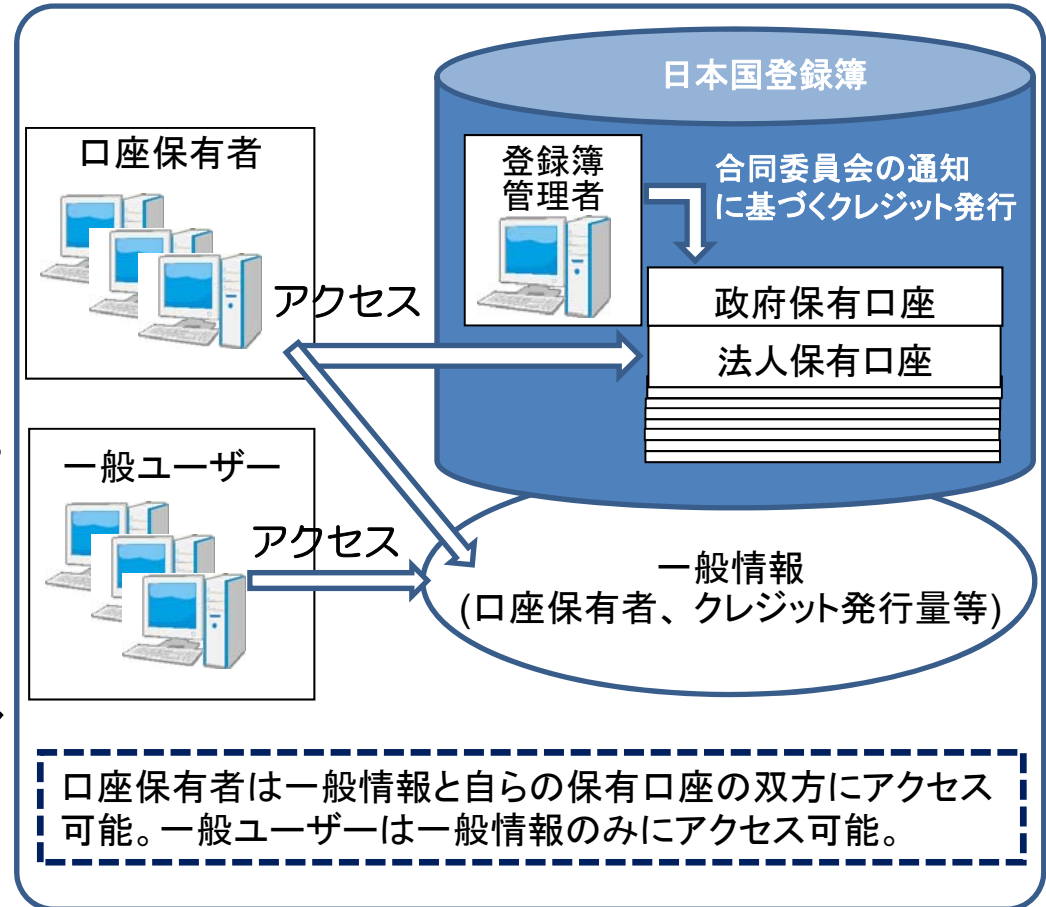 日本国登録簿
口座保有者
登録簿
管理者
合同委員会の通知
に基づくクレジット発行
アクセス
政府保有口座
法人保有口座
一般ユーザー
アクセス
一般情報
(口座保有者、クレジット発行量等)
口座保有者は一般情報と自らの保有口座の双方にアクセス
可能。一般ユーザーは一般情報のみにアクセス可能。